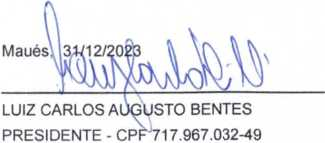 Maués, 31/12/2023
LUIZ CARLOS AUGUSTO BENTES
PRESIDENTE - CPF 717.967.032-49